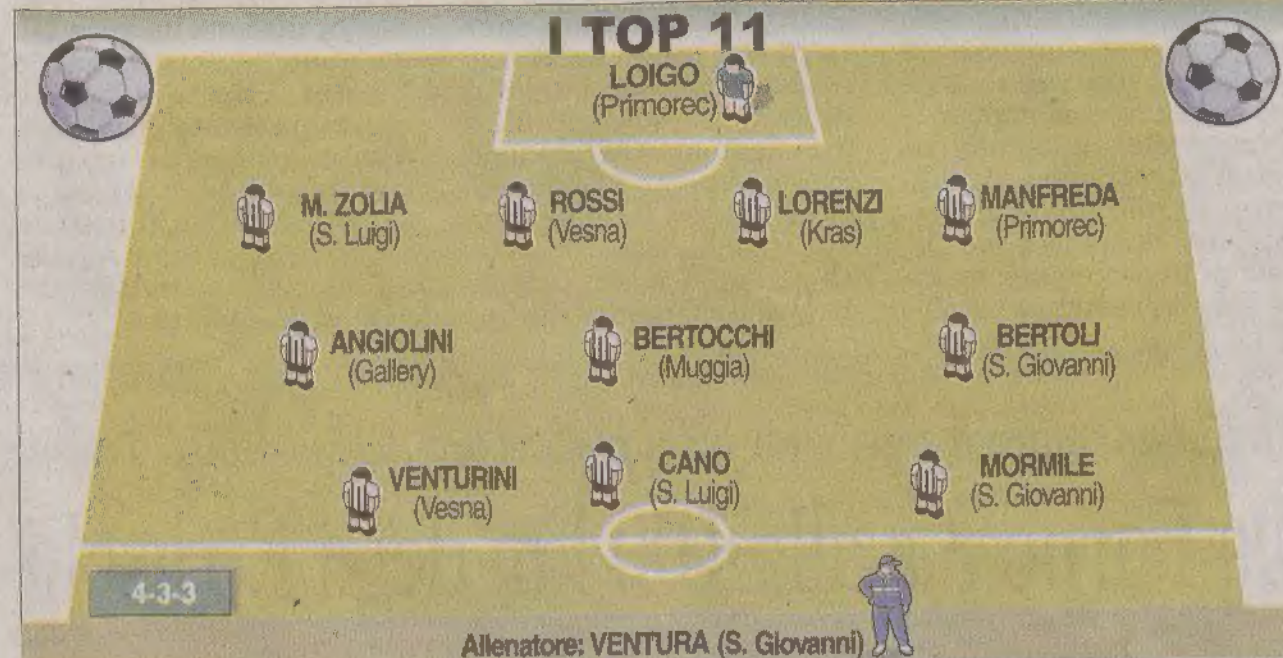 I TOP 11
LOIGO
(Primorec)
M. ZOLIA
(S. Luigi)
ROSSI
(Vesna)
LORENZI
(Kras)
MANFREDA
(Primorec)
ANGIOLINI
(Gallery)
BERTOCCHI
(Muggia)
BERTOLI
(S. Giovanni)
VENTURINI
(Vesna)
CANO
(S. Luigi)
MORMILE
(S. Giovanni)
4-3-3
Allenatore: VENTURA (S. Giovanni)